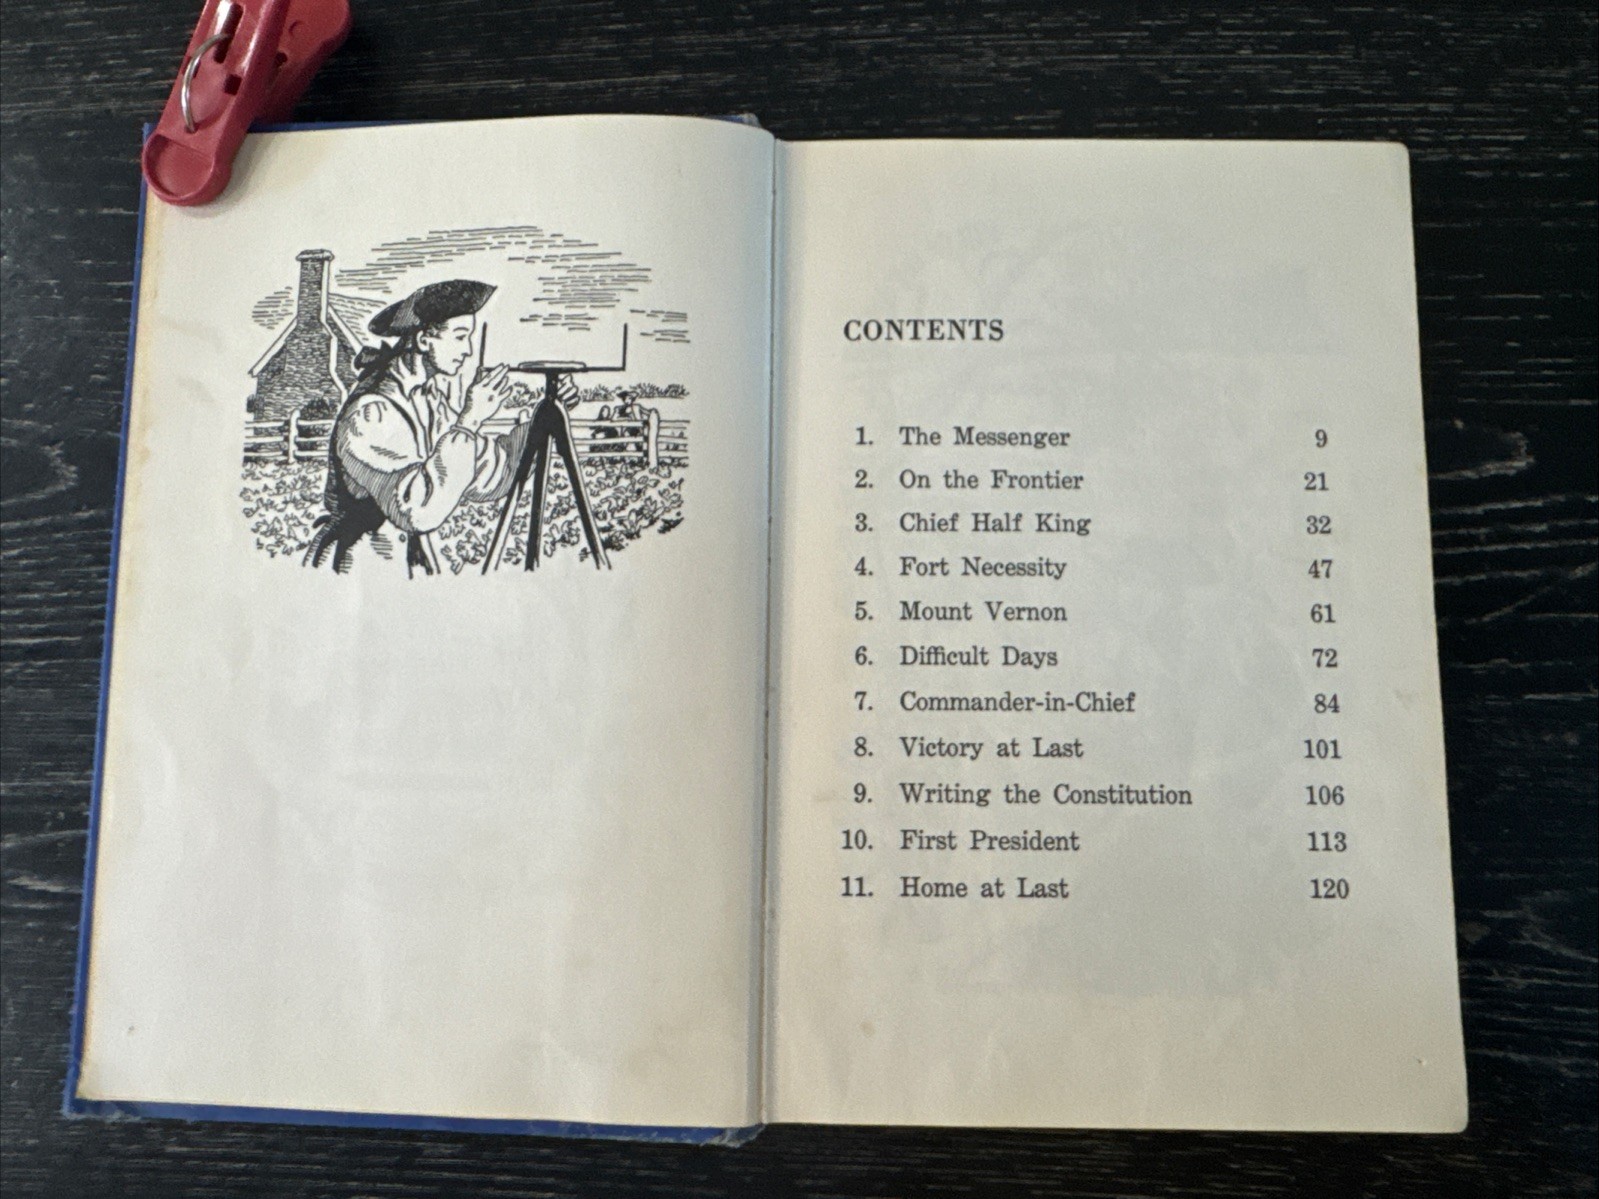 CONTENTS
1. The Messenger 9
2. On the Frontier 21
3. Chief Half King 32
4. Fort Necessity 47
5. Mount Vernon 61
6. Difficult Days 72
7. Commander-in-Chief 84
8. Victory at Last 101
9. Writing the Constitution 106
10. First President 113
11. Home at Last 120